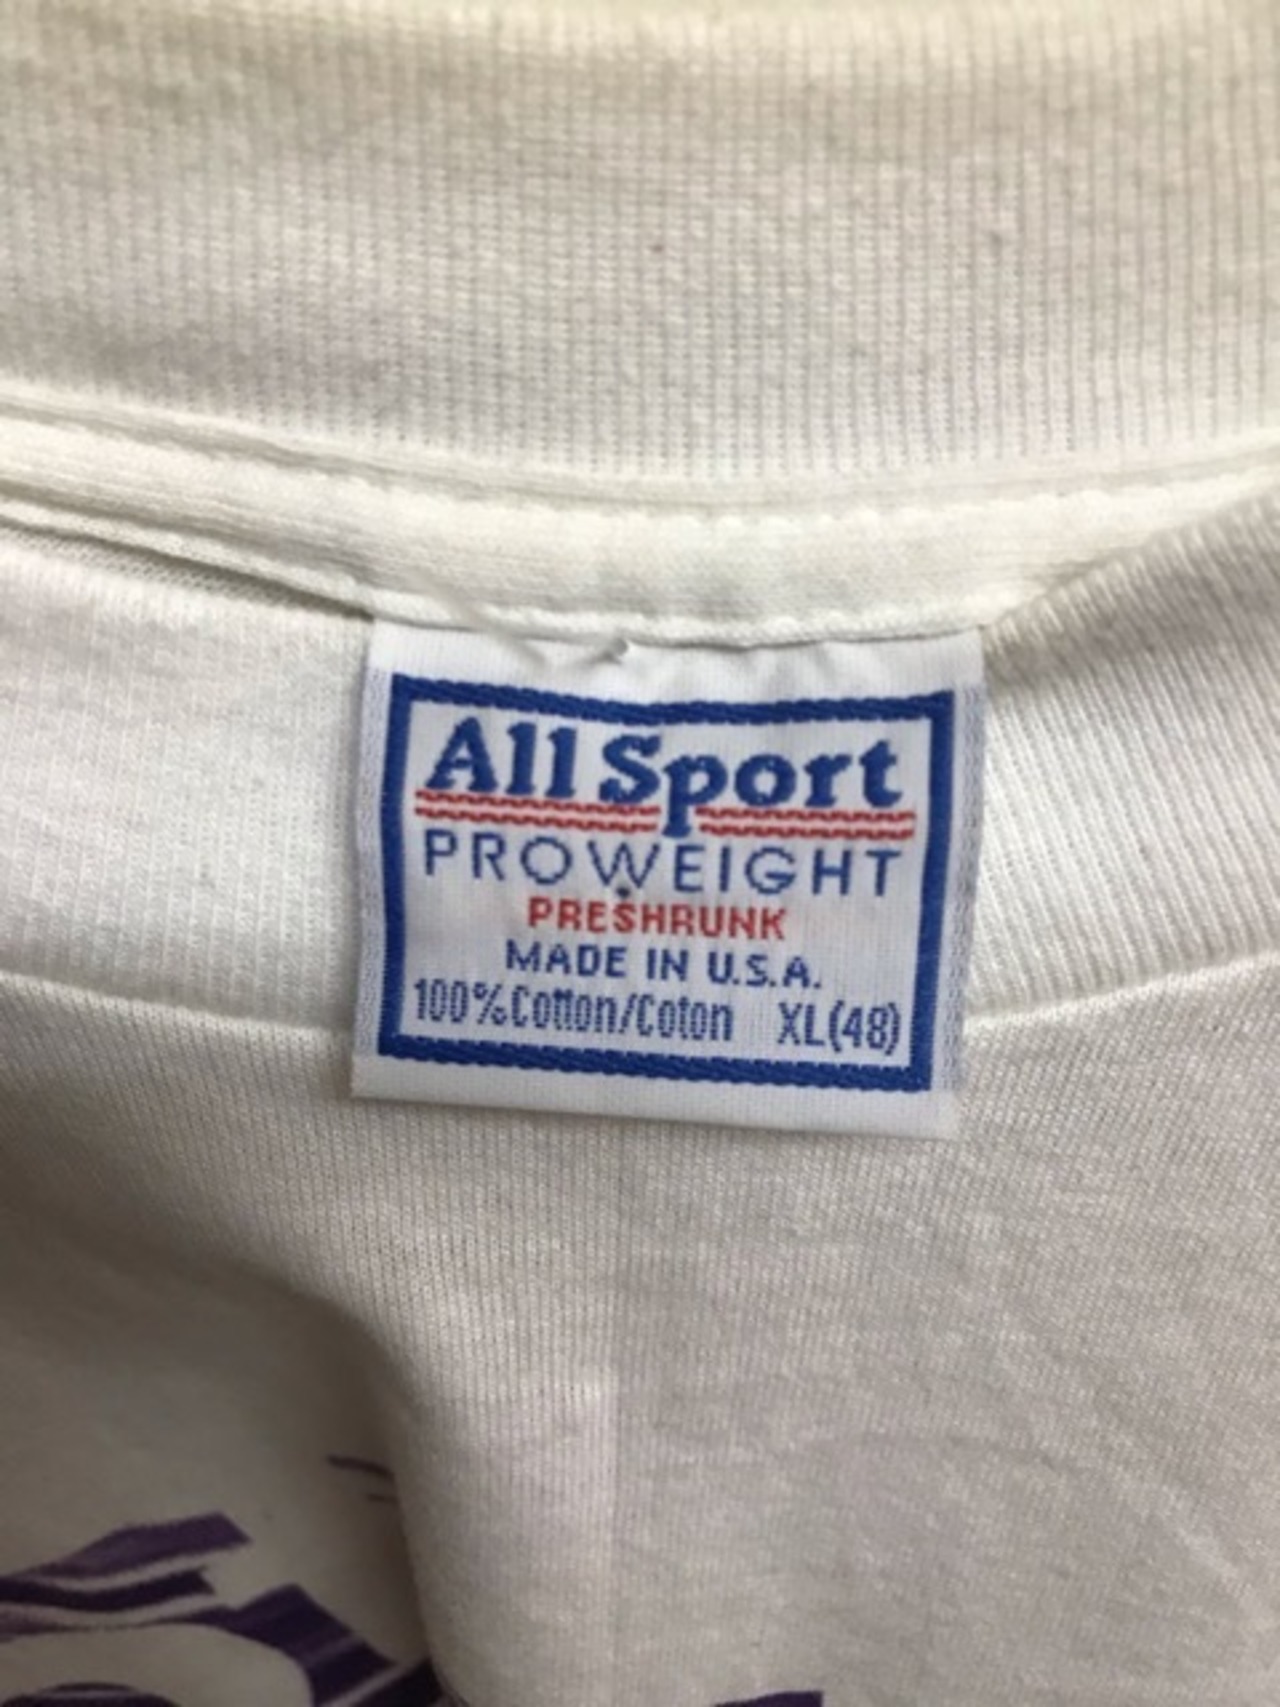 All Sport
PROWEIGHT
PRESHRUNK
MADE IN U.S.A.
100% Cotton/Coton XL(48)